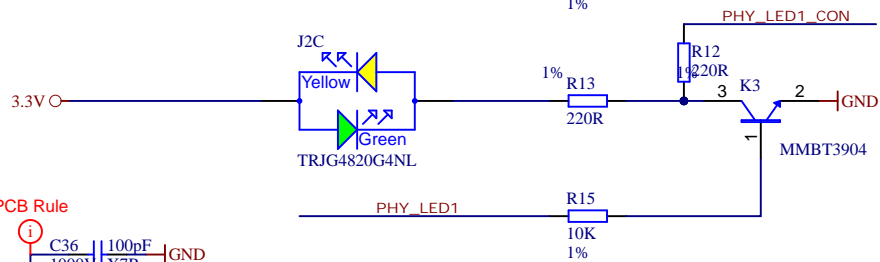 1%
PHY_LED1_CON
J2C
R12
1%
220R
Yellow
1%
R13
K3
3.3V
3
2
GND
220R
Green
1
TRJG4820G4NL
MMBT3904
R15
PHY_LED1
PCB Rule
i
10K
1%
C36
100pF
GND